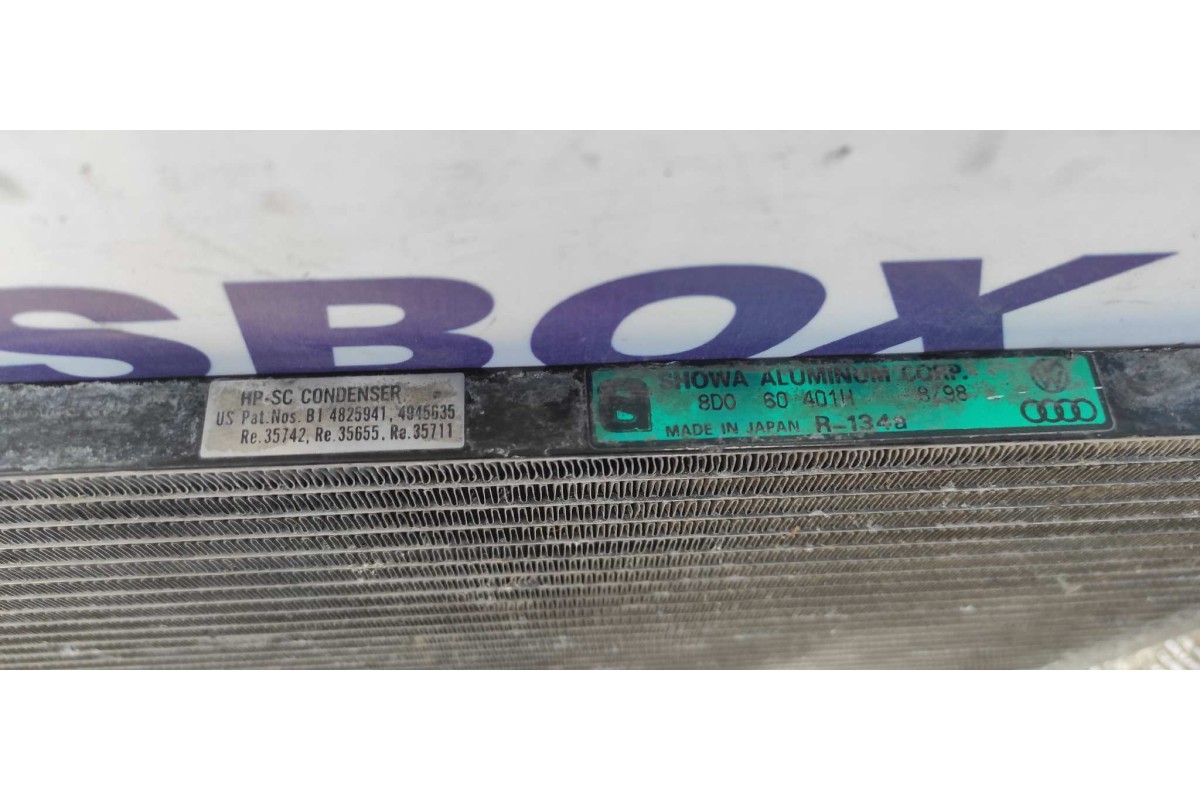 SBOX
HP-SC CONDENSER
US Pat.Nos. B1 4825941, 4945635
Re.35742, Re.35655, Re.35711
SHOWA ALUMINUM CORP.
8D0 60 401H 8/98
MADE IN JAPAN R-134a